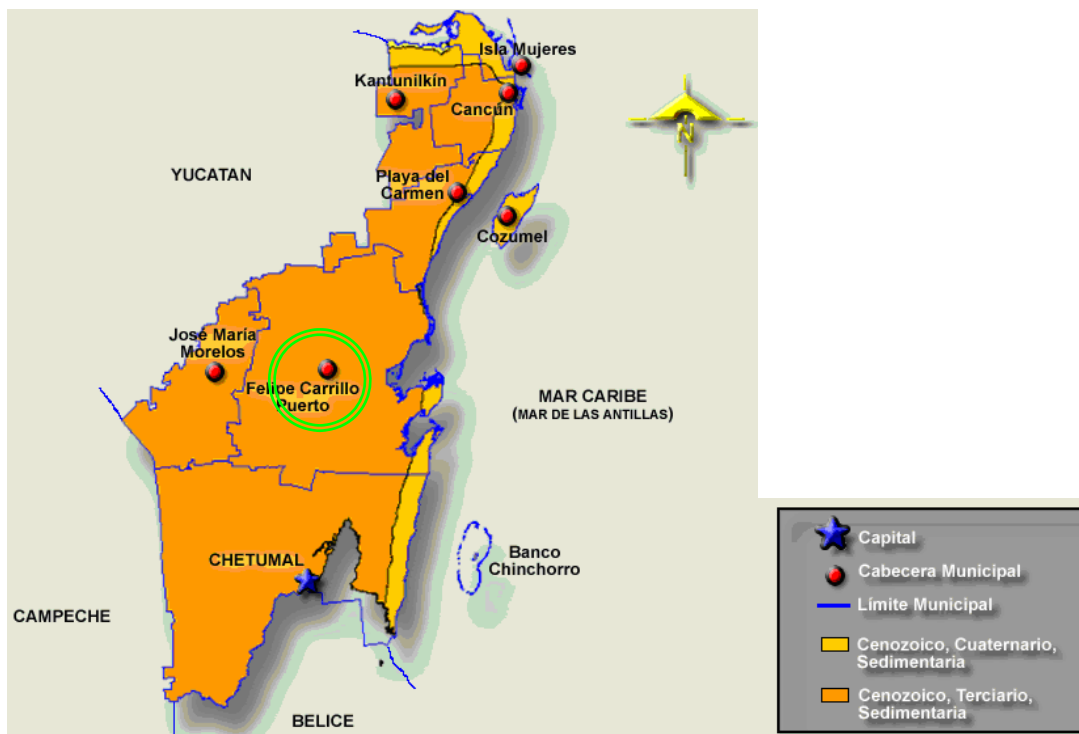 Isla Mujeres
Kantunilkín
Cancún
N
YUCATAN
Playa del
Carmen
Cozumel
José María
Morelos
Felipe Carrillo
Puerto
MAR CARIBE
(MAR DE LAS ANTILLAS)
CHETUMAL
Banco
Chinchorro
CAMPECHE
BELICE
Capital
Cabecera Municipal
Límite Municipal
Cenozoico, Cuaternario,
Sedimentaria
Cenozoico, Terciario,
Sedimentaria